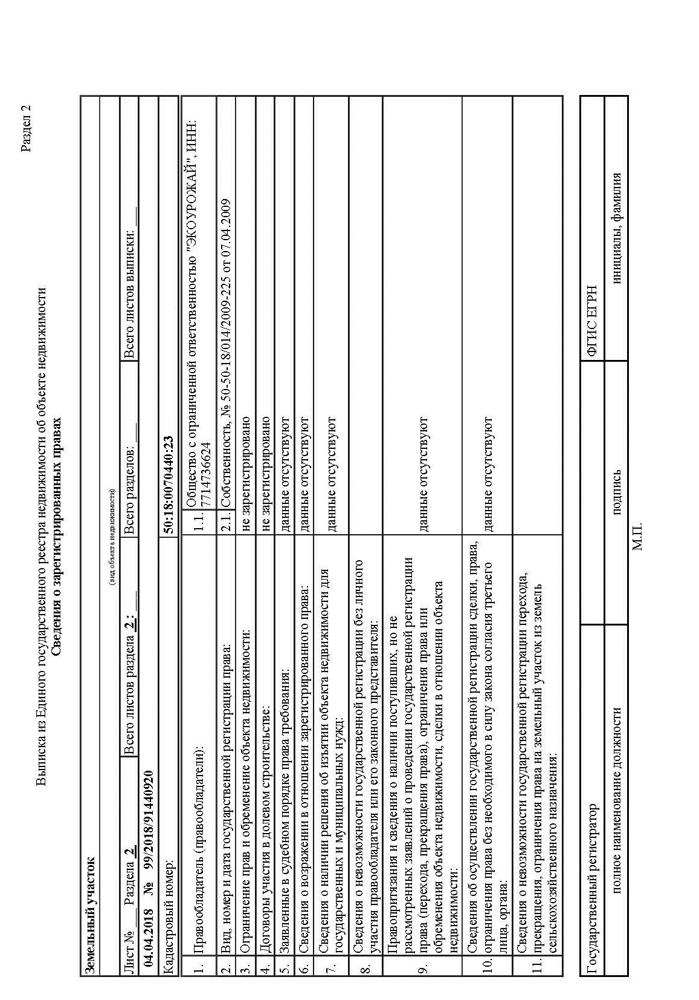 Раздел 2
Выписка из Единого государственного реестра недвижимости об объекте недвижимости
Сведения о зарегистрированных правах
Земельный участок
(вид объекта недвижимости)
Лист № ___ Раздела 2 Всего листов раздела 2 : ___ Всего разделов: ___ Всего листов выписки: ___
04.04.2018 № 99/2018/91440920
Кадастровый номер: 50:18:0070440:23
1. Правообладатель (правообладатели): 1.1. Общество с ограниченной ответственностью "ЭКОУРОЖАЙ", ИНН:
7714736624
2. Вид, номер и дата государственной регистрации права: 2.1. Собственность, № 50-50-18/014/2009-225 от 07.04.2009
3. Ограничение прав и обременение объекта недвижимости: не зарегистрировано
4. Договоры участия в долевом строительстве: не зарегистрировано
5. Заявленные в судебном порядке права требования: данные отсутствуют
6. Сведения о возражении в отношении зарегистрированного права: данные отсутствуют
7. Сведения о наличии решения об изъятии объекта недвижимости для
государственных и муниципальных нужд: данные отсутствуют
8. Сведения о невозможности государственной регистрации без личного
участия правообладателя или его законного представителя:
9. Правопритязания и сведения о наличии поступивших, но не
рассмотренных заявлений о проведении государственной регистрации
права (перехода, прекращения права), ограничения права или
обременения объекта недвижимости, сделки в отношении объекта
недвижимости: данные отсутствуют
10. Сведения об осуществлении государственной регистрации сделки, права,
ограничения права без необходимого в силу закона согласия третьего
лица, органа: данные отсутствуют
11. Сведения о невозможности государственной регистрации перехода,
прекращения, ограничения права на земельный участок из земель
сельскохозяйственного назначения:
Государственный регистратор ФГИС ЕГРН
полное наименование должности подпись инициалы, фамилия
М.П.